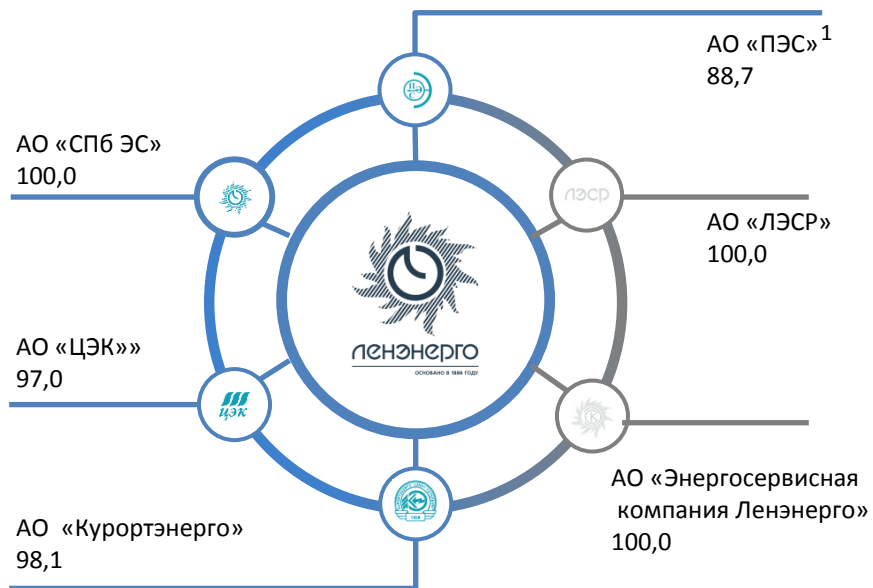 АО «ПЭС»1
88,7
АО «СПб ЭС»
100,0
ЛЭСР
АО «ЛЭСР»
100,0
ЛЕНЭНЕРГО
ОСНОВАНО В 1886 ГОДУ
АО «ЦЭК»»
97,0
ЦЭК
АО «Энергосервисная
компания Ленэнерго»
100,0
АО «Курортэнерго»
98,1